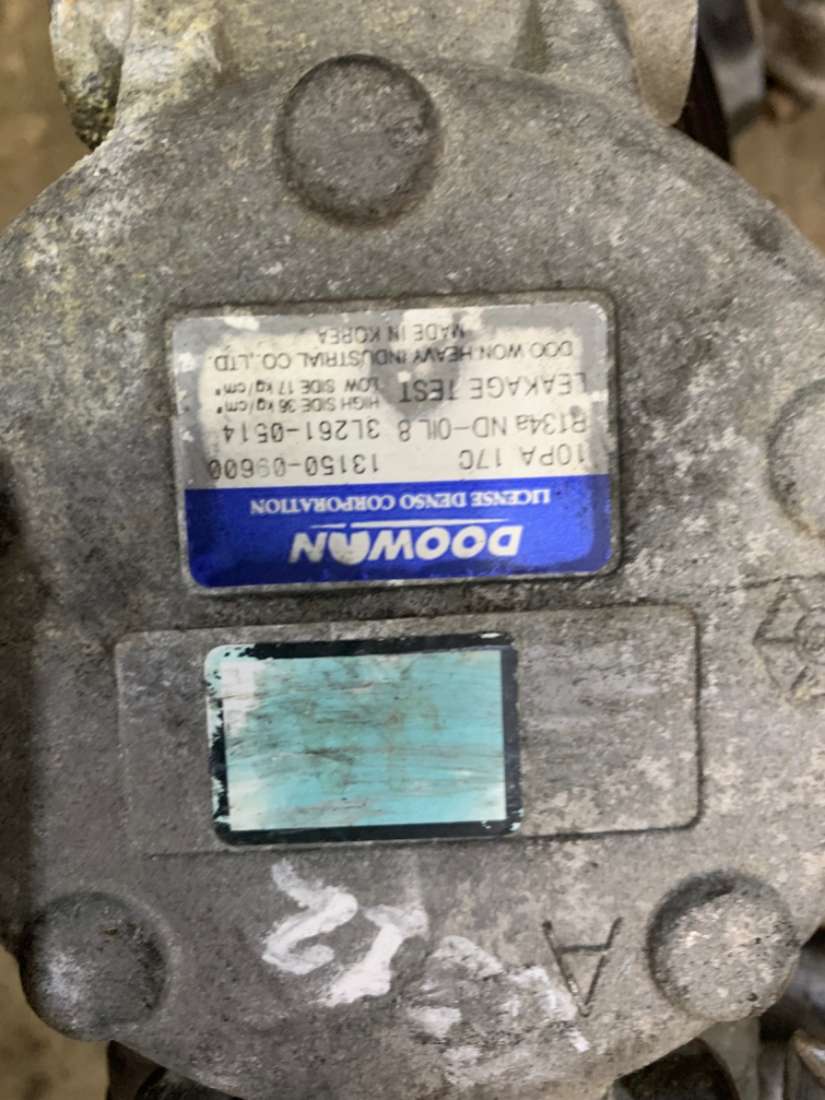 DOOWON
LICENSE DENSO CORPORATION
10PA 17C 13150-09600
R134a ND-OIL 8 3L261-0514
LEAKAGE TEST HIGH SIDE 36 kg/cm²
LOW SIDE 17 kg/cm²
DOO WON HEAVY INDUSTRIAL CO.,LTD.
MADE IN KOREA
A